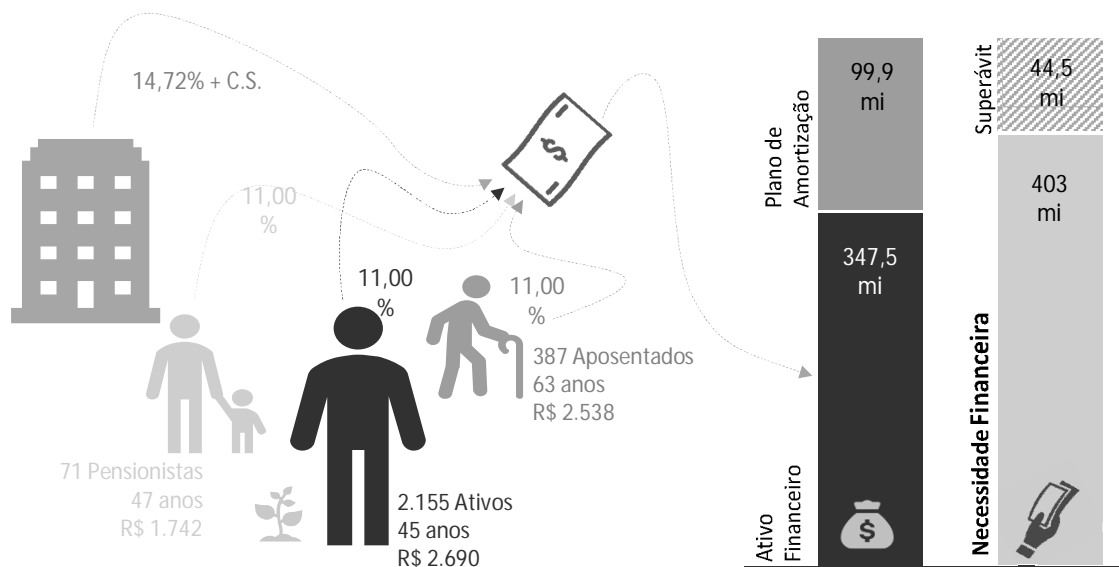 14,72% + C.S.
11,00
%
11,00
%
11,00
%
387 Aposentados
63 anos
R$ 2.538
71 Pensionistas
47 anos
R$ 1.742
2.155 Ativos
45 anos
R$ 2.690
Plano de
Amortização
99,9
mi
Ativo
Financeiro
347,5
mi
$
Superávit
44,5
mi
Necessidade Financeira
403
mi
$